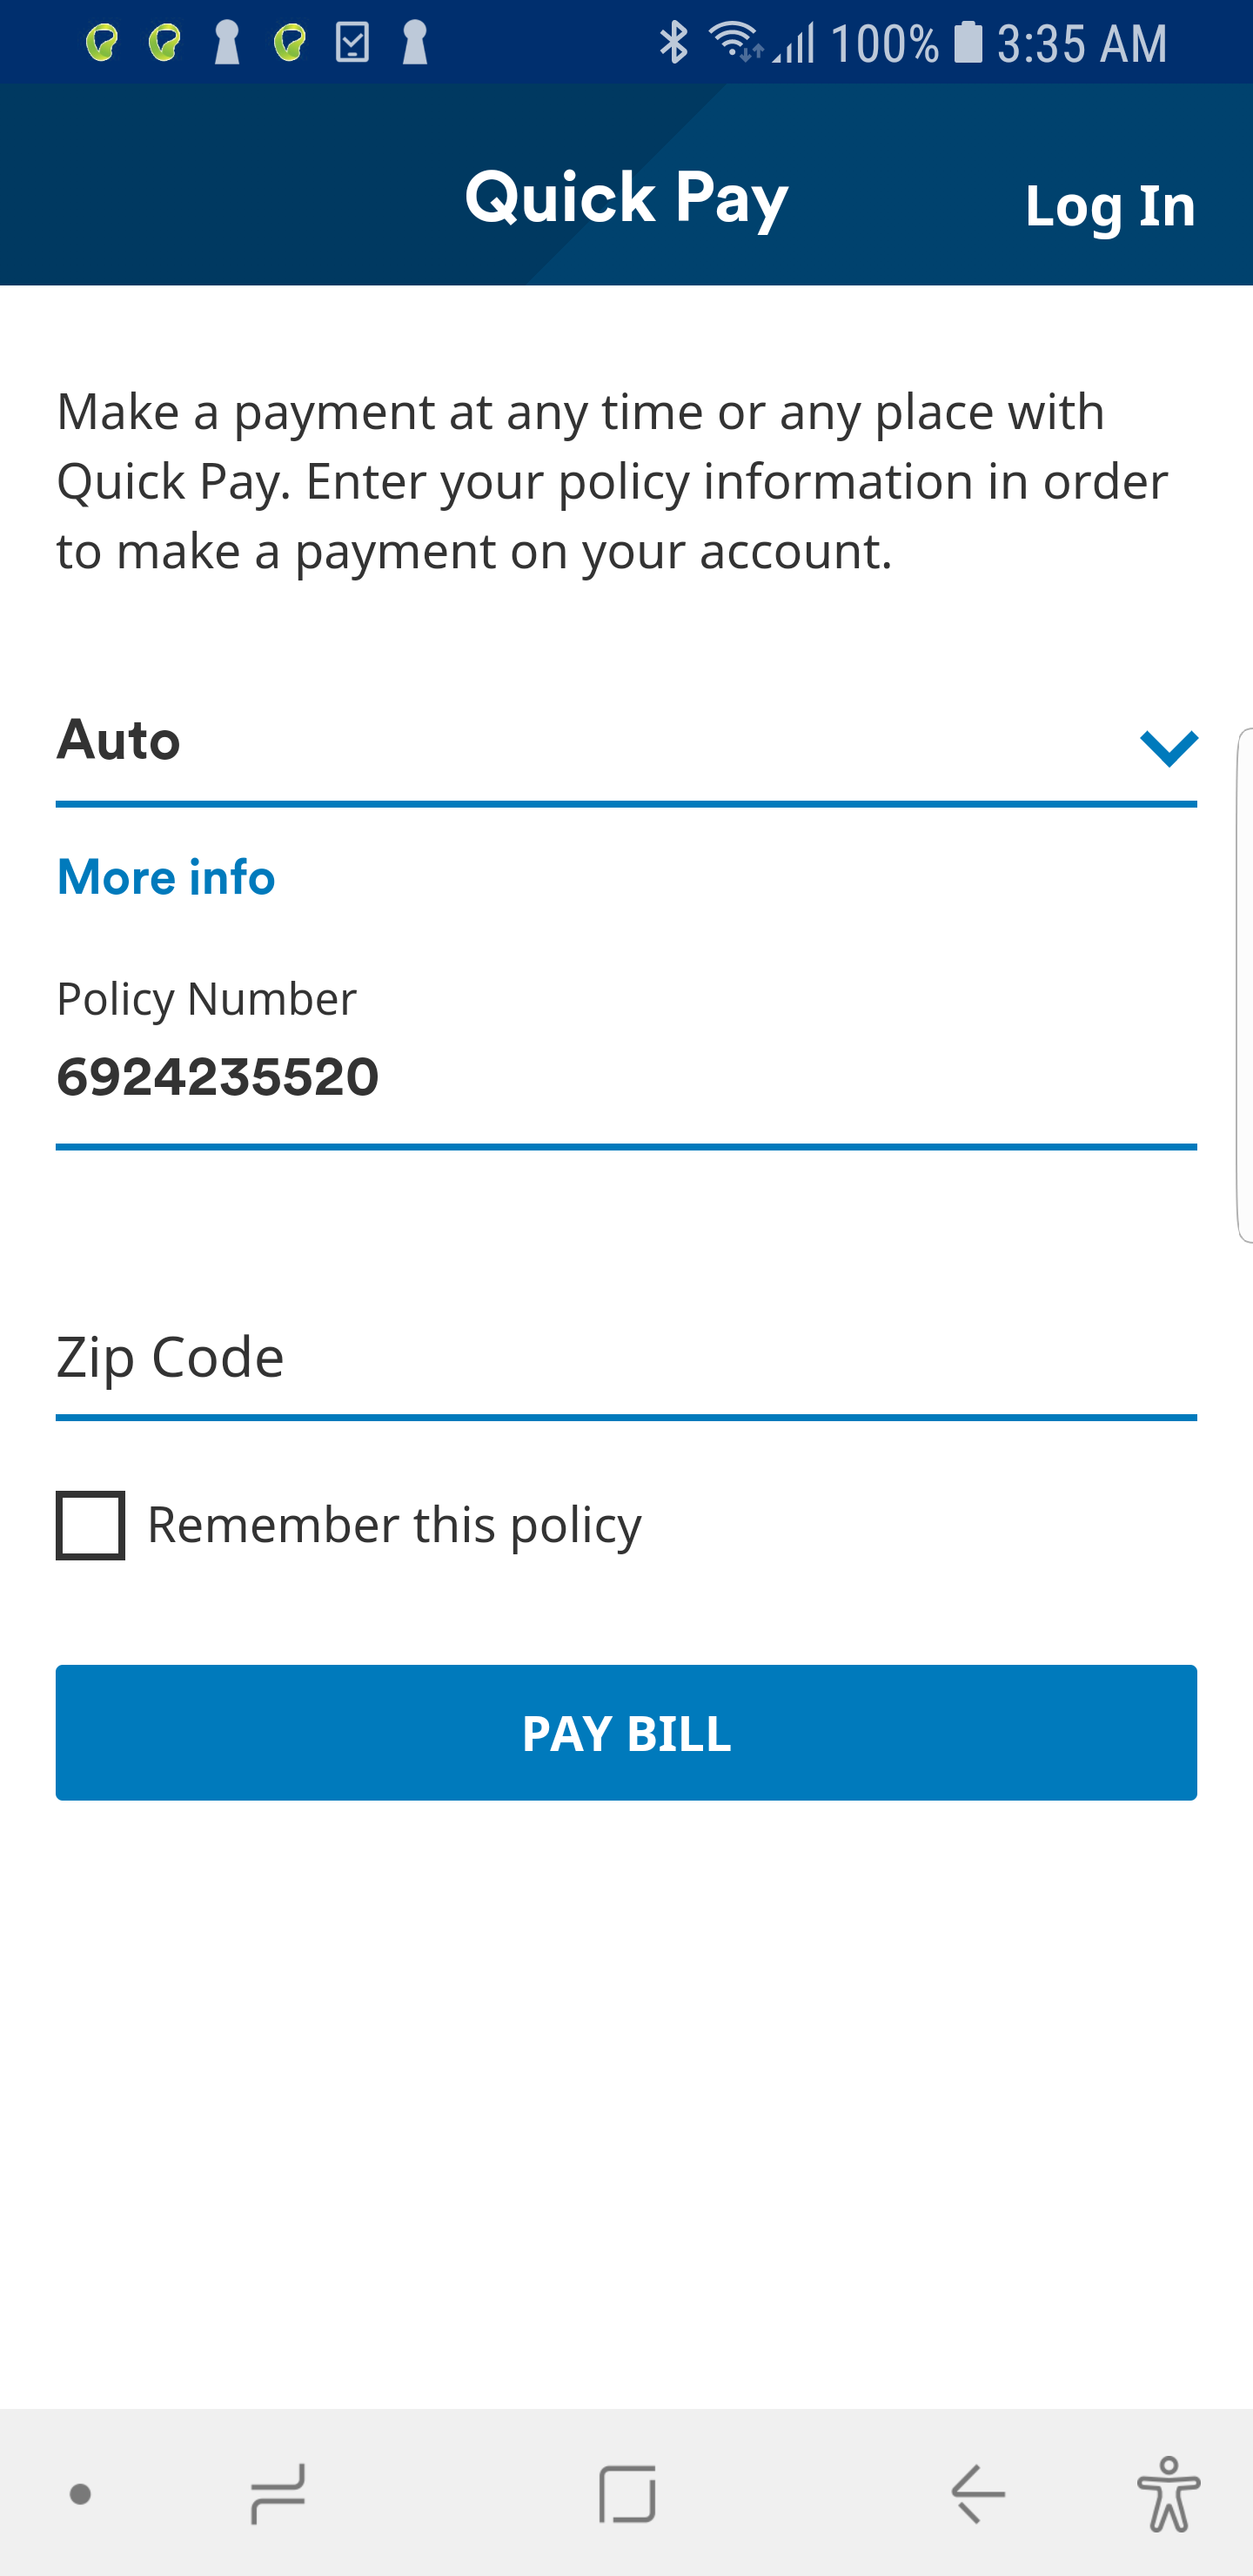 100% 3:35 AM
Quick Pay
Log In
Make a payment at any time or any place with
Quick Pay. Enter your policy information in order
to make a payment on your account.
Auto
More info
Policy Number
6924235520
Zip Code
Remember this policy
PAY BILL